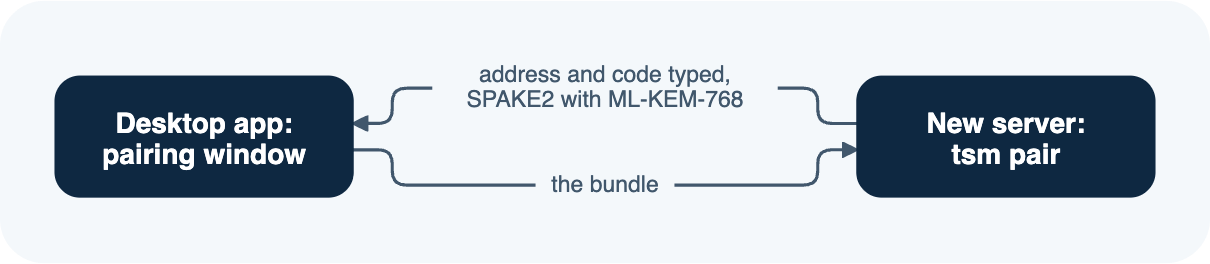 address and code typed,
SPAKE2 with ML-KEM-768
Desktop app:
pairing window
New server:
tsm pair
the bundle